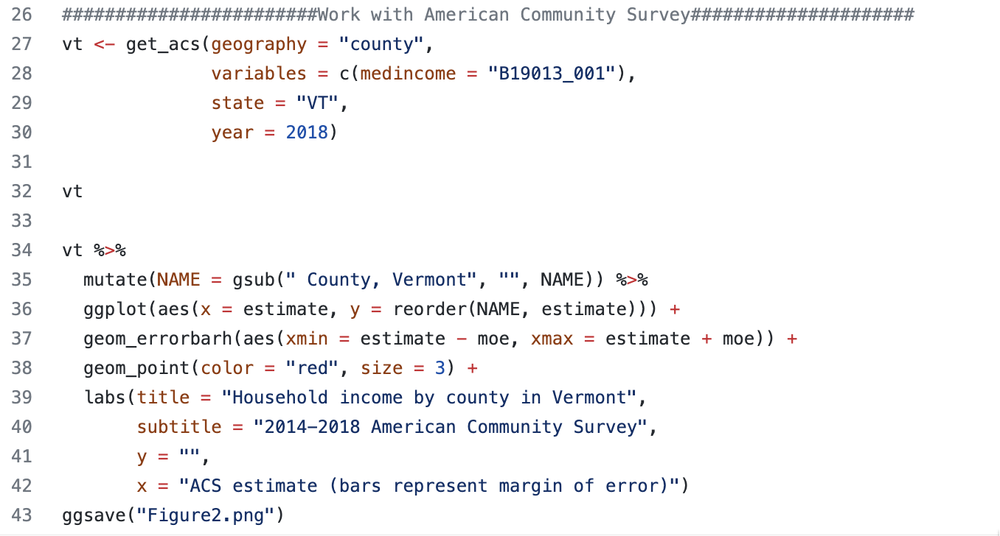 26 ########################Work with American Community Survey#####################
27 vt <- get_acs(geography = "county",
28               variables = c(medincome = "B19013_001"),
29               state = "VT",
30               year = 2018)
31
32 vt
33
34 vt %>%
35   mutate(NAME = gsub(" County, Vermont", "", NAME)) %>%
36   ggplot(aes(x = estimate, y = reorder(NAME, estimate))) +
37   geom_errorbarh(aes(xmin = estimate - moe, xmax = estimate + moe)) +
38   geom_point(color = "red", size = 3) +
39   labs(title = "Household income by county in Vermont",
40        subtitle = "2014-2018 American Community Survey",
41        y = "",
42        x = "ACS estimate (bars represent margin of error)")
43 ggsave("Figure2.png")